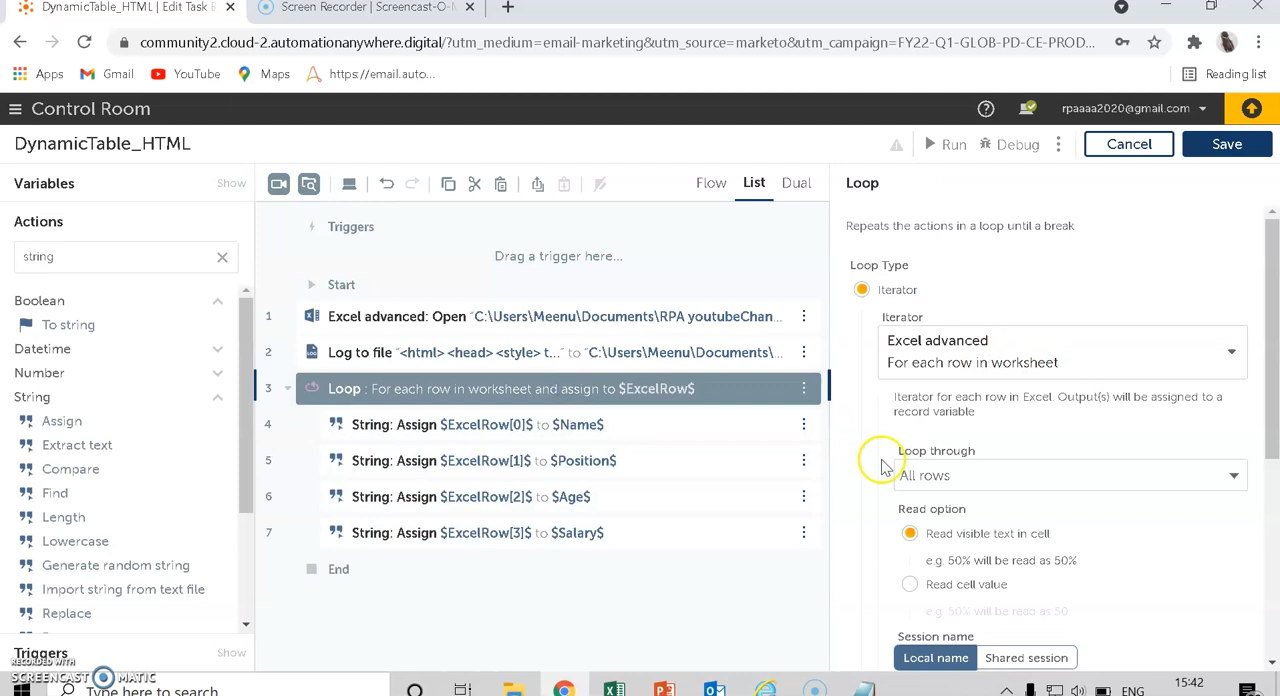 DynamicTable_HTML | Edit Task B
Screen Recorder | Screencast-O-M
community2.cloud-2.automationanywhere.digital/?utm_medium=email-marketing&utm_source=marketo&utm_campaign=FY22-Q1-GLOB-PD-CE-PROD...
Apps
Gmail
YouTube
Maps
https://email.auto...
Reading list
Control Room
rpaaaa2020@gmail.com
DynamicTable_HTML
Run
Debug
Cancel
Save
Variables
Show
Flow
List
Dual
Loop
Actions
string
Boolean
To string
Datetime
Number
String
Assign
Extract text
Compare
Find
Length
Lowercase
Generate random string
Import string from text file
Replace
Triggers
Show
Triggers
Drag a trigger here...
Start
1 Excel advanced: Open "C:\Users\Meenu\Documents\RPA youtubeChan...
2 Log to file "<html> <head> <style> t..." to "C:\Users\Meenu\Documents\...
3 Loop : For each row in worksheet and assign to $ExcelRow$
4 String: Assign $ExcelRow[0]$ to $Name$
5 String: Assign $ExcelRow[1]$ to $Position$
6 String: Assign $ExcelRow[2]$ to $Age$
7 String: Assign $ExcelRow[3]$ to $Salary$
End
Repeats the actions in a loop until a break
Loop Type
Iterator
Iterator
Excel advanced
For each row in worksheet
Iterator for each row in Excel. Output(s) will be assigned to a
record variable
Loop through
All rows
Read option
Read visible text in cell
e.g. 50% will be read as 50%
Read cell value
e.g. 50% will be read as 50
Session name
Local name
Shared session
RECORDED WITH
SCREENCAST MATIC
Type here to search
ENG
15:42